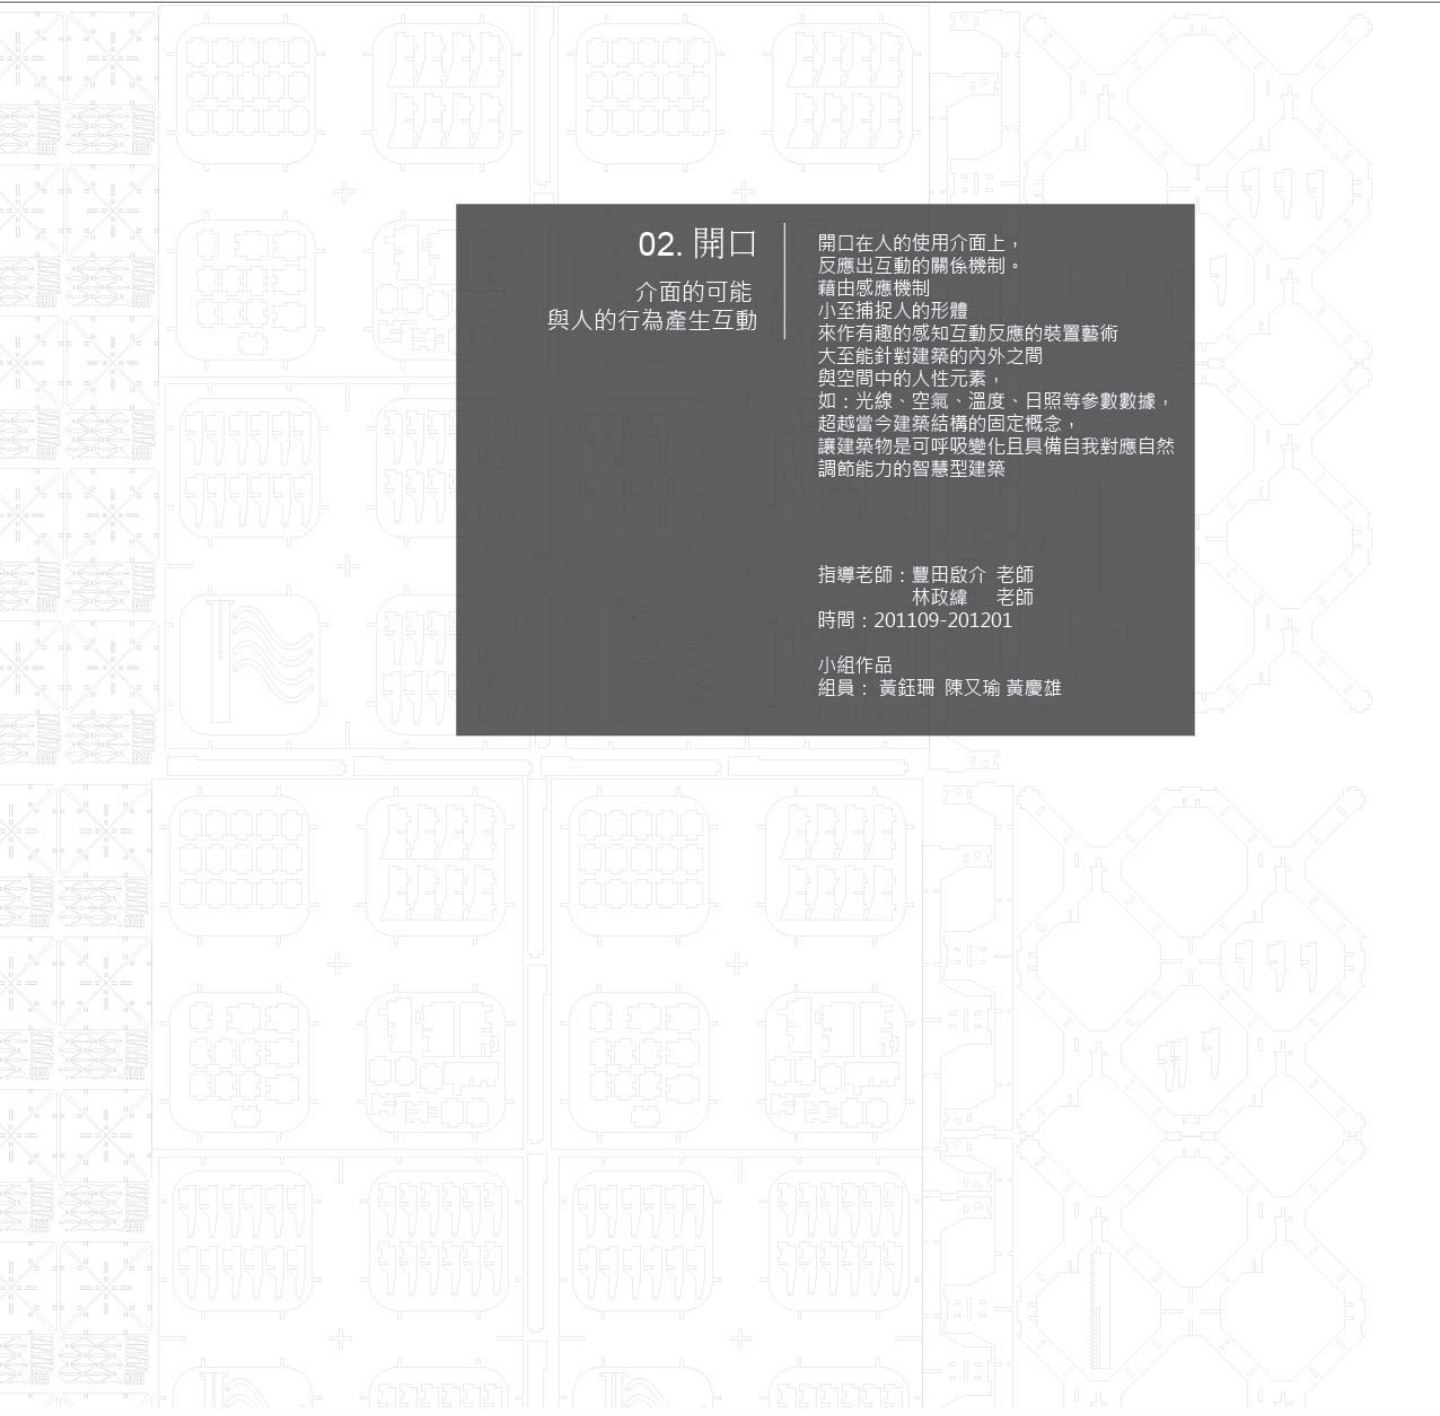 02. 開口
介面的可能
與人的行為產生互動
開口在人的使用介面上，
反應出互動的關係機制。
藉由感應機制
小至捕捉人的形體
來作有趣的感知互動反應的裝置藝術
大至能針對建築的內外之間
與空間中的人性元素，
如：光線、空氣、溫度、日照等參數數據，
超越當今建築結構的固定概念，
讓建築物是可呼吸變化且具備自我對應自然
調節能力的智慧型建築
指導老師：豐田啟介 老師
林政緯 老師
時間：201109-201201
小組作品
組員： 黃鈺珊 陳又瑜 黃慶雄